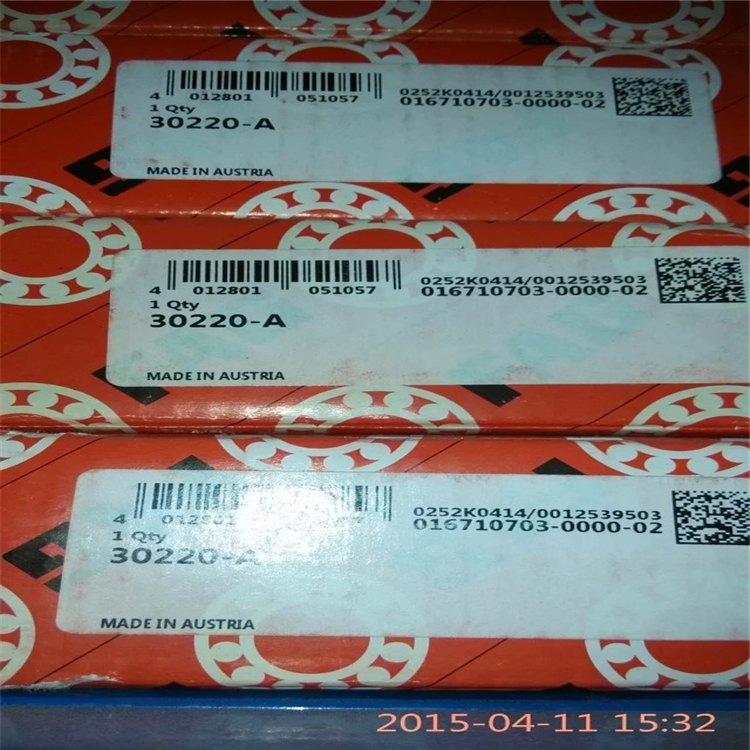 4 012801 051057
0252K0414/0012539503
016710703-0000-02
1 Qty
30220-A
MADE IN AUSTRIA
4 012801 051057
0252K0414/0012539503
016710703-0000-02
1 Qty
30220-A
MADE IN AUSTRIA
4 012801
0252K0414/0012539503
016710703-0000-02
1 Qty
30220-A
MADE IN AUSTRIA
2015-04-11 15:32